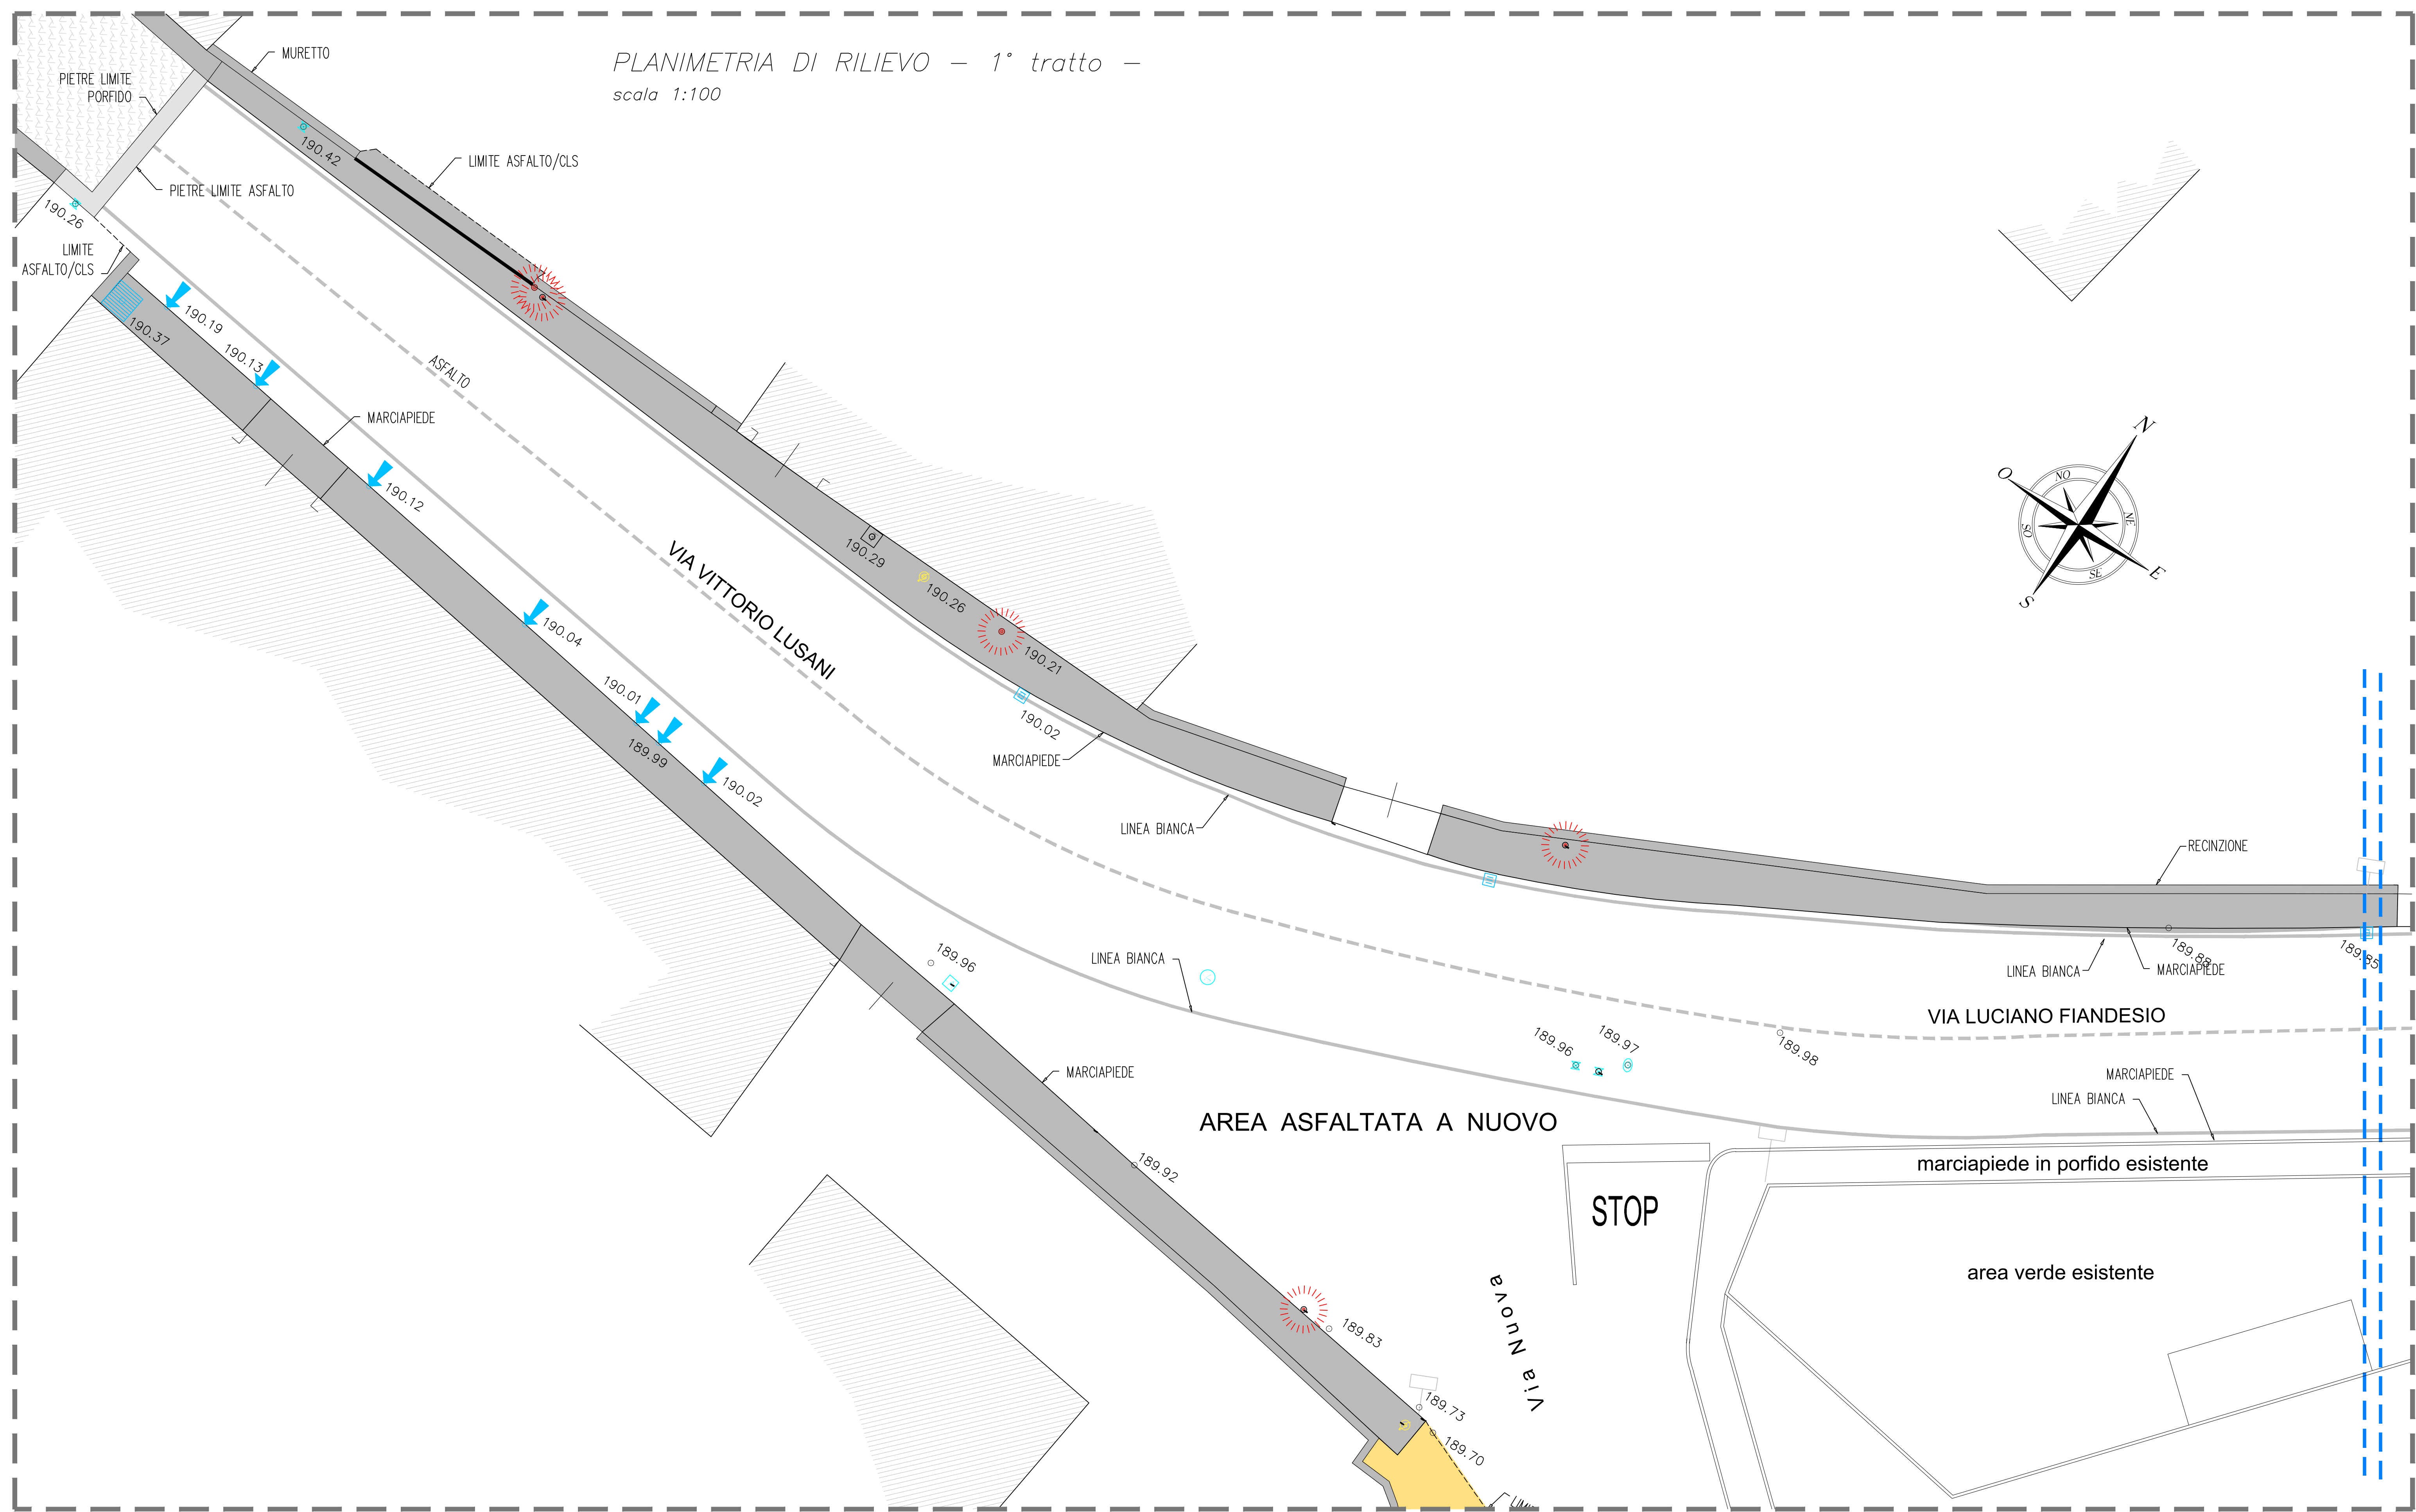 PLANIMETRIA DI RILIEVO – 1° tratto –
scala 1:100
MURETTO
PIETRE LIMITE
PORFIDO
190.42
LIMITE ASFALTO/CLS
PIETRE LIMITE ASFALTO
190.26
LIMITE
ASFALTO/CLS
190.19
190.37
190.13
ASFALTO
MARCIAPIEDE
190.12
N
O
NO
NE
SO
SE
E
S
190.29
190.26
VIA VITTORIO LUSANI
190.04
190.21
190.01
190.02
189.99
MARCIAPIEDE
190.02
LINEA BIANCA
RECINZIONE
189.96
LINEA BIANCA
189.88
189.85
LINEA BIANCA
MARCIAPIEDE
VIA LUCIANO FIANDESIO
189.96
189.97
189.98
MARCIAPIEDE
MARCIAPIEDE
LINEA BIANCA
AREA ASFALTATA A NUOVO
189.92
marciapiede in porfido esistente
STOP
area verde esistente
Via Nuova
189.83
189.73
189.70